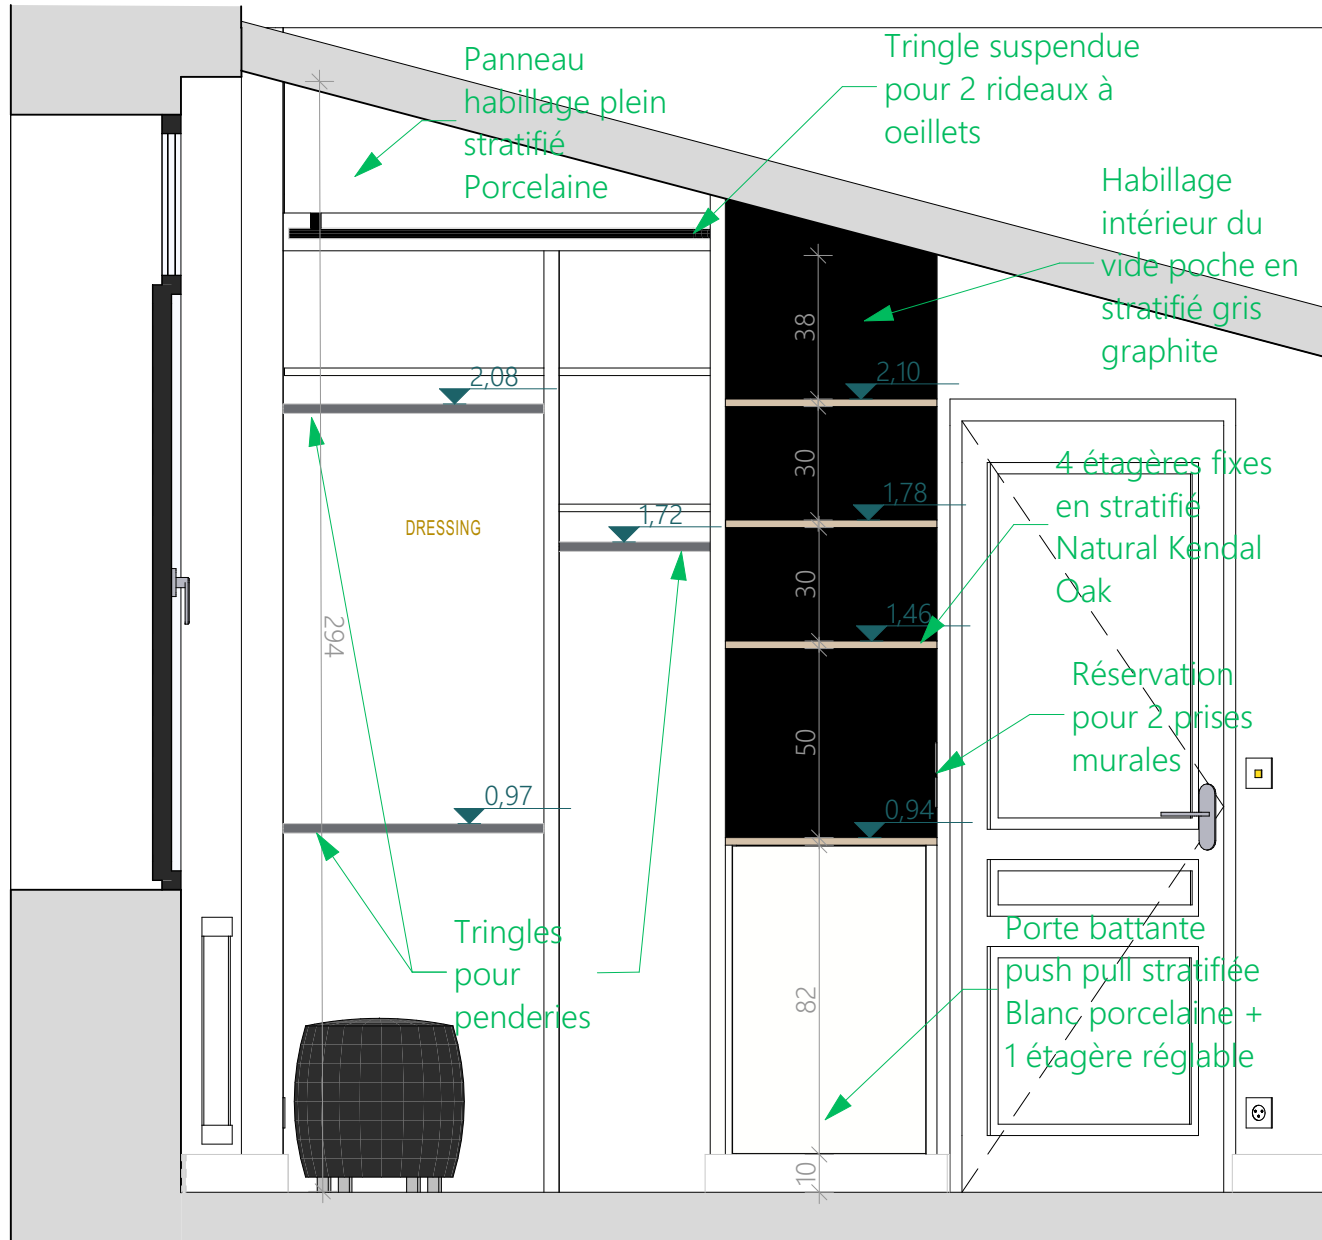 Panneau
habillage plein
stratifié
Porcelaine
Tringle suspendue
pour 2 rideaux à
oeillets
Habillage
intérieur du
vide poche en
stratifié gris
graphite
38
2,08
2,10
30
4 étagères fixes
en stratifié
Natural Kendal
Oak
1,78
1,72
DRESSING
30
1,46
294
Réservation
pour 2 prises
murales
50
0,97
0,94
Tringles
pour
penderies
Porte battante
push pull stratifiée
Blanc porcelaine +
1 étagère réglable
82
10